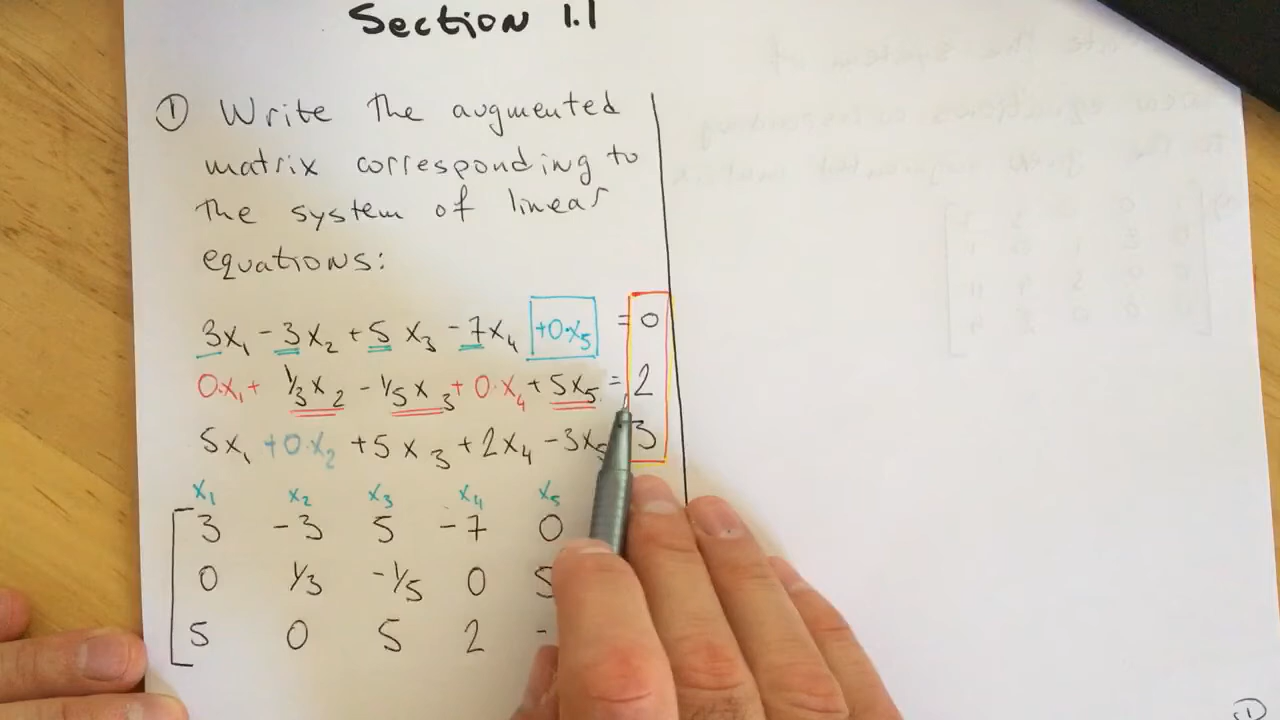 Section 1.1
① Write the augmented
matrix corresponding to
the system of linear
equations:
3x₁ - 3x₂ + 5x₃ - 7x₄ +0·x₅ = 0
0·x₁ + 1/3x₂ - 1/5x₃ + 0·x₄ + 5x₅ = 2
5x₁ +0·x₂ +5x₃ +2x₄ -3x₅ 3
x₁ x₂ x₃ x₄ x₅
3 -3 5 -7 0
0 1/3 -1/5 0 5
5 0 5 2 -
①